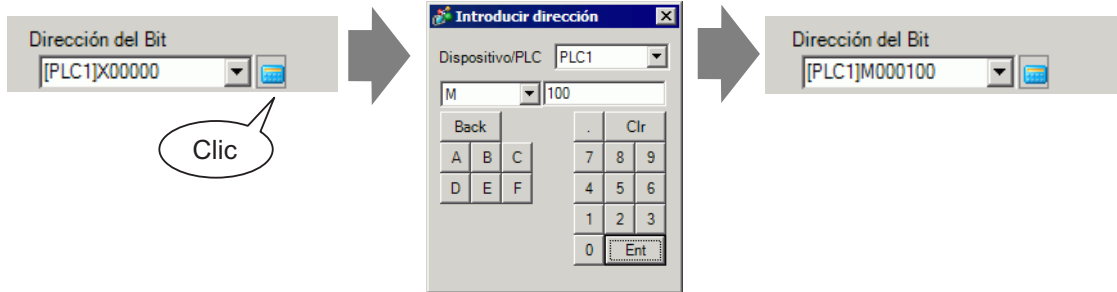 Dirección del Bit
[PLC1]X00000
Clic
Introducir dirección
Dispositivo/PLC PLC1
M 100
Back . Clr
A B C 7 8 9
D E F 4 5 6
1 2 3
0 Ent
Dirección del Bit
[PLC1]M000100